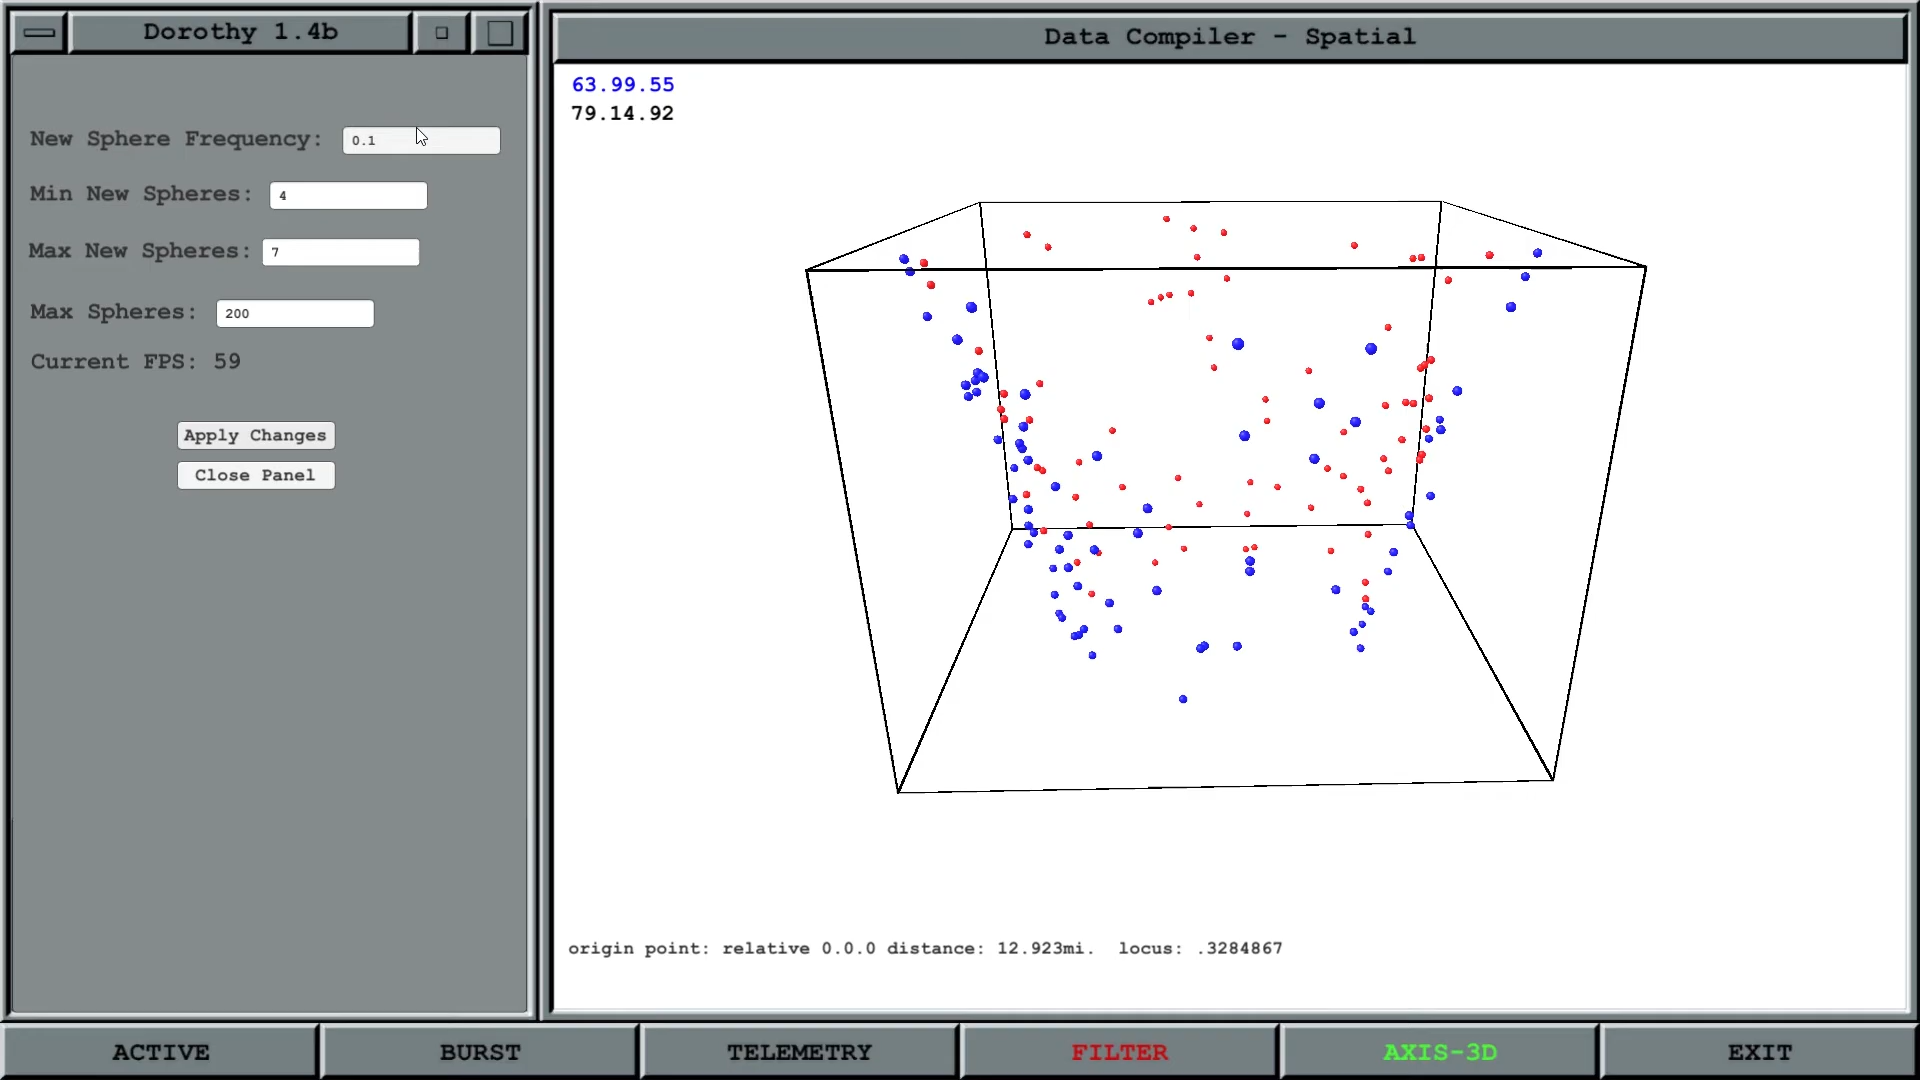 Dorothy 1.4b
New Sphere Frequency: 0.1
Min New Spheres: 4
Max New Spheres: 7
Max Spheres: 200
Current FPS: 59
Apply Changes
Close Panel
Data Compiler - Spatial
63.99.55
79.14.92
origin point: relative 0.0.0 distance: 12.923mi.  locus: .3284867
ACTIVE
BURST
TELEMETRY
FILTER
AXIS-3D
EXIT